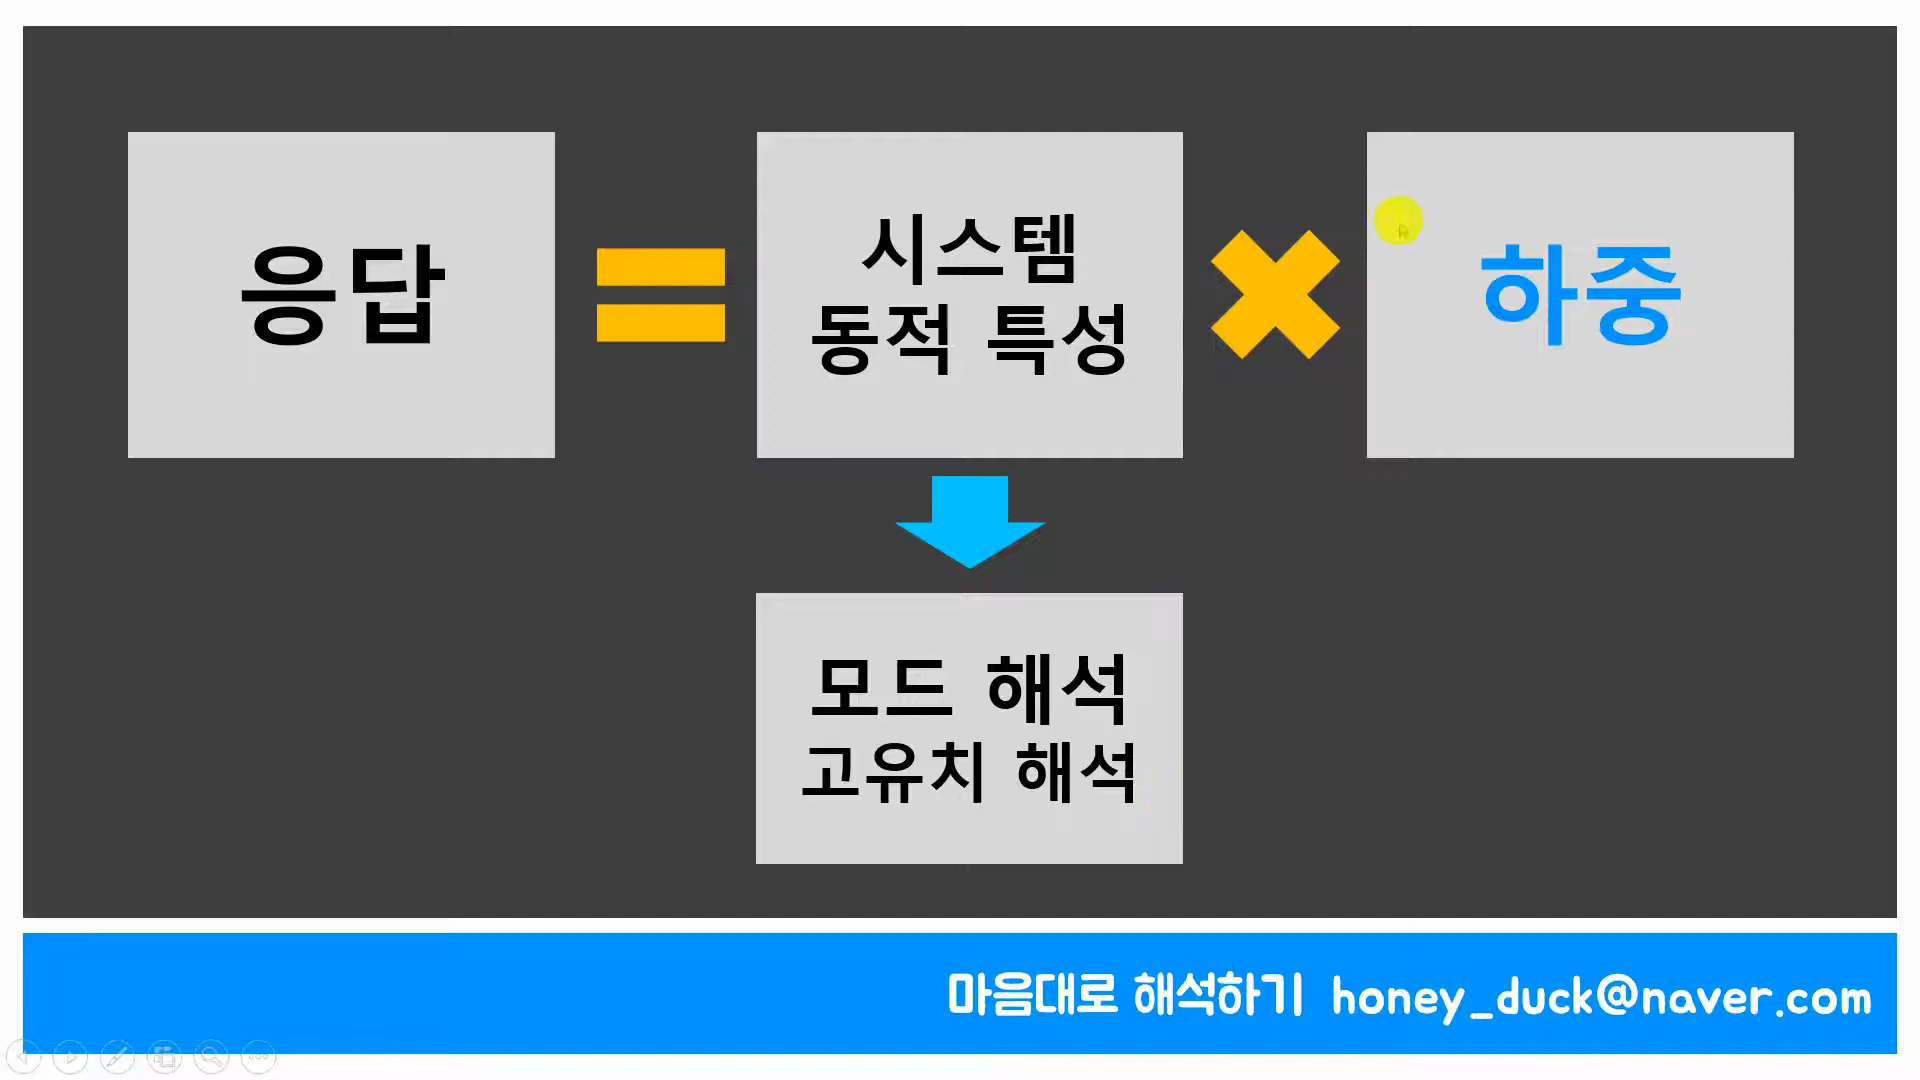 응답
시스템
동적 특성
하중
모드 해석
고유치 해석
마음대로 해석하기 honey_duck@naver.com